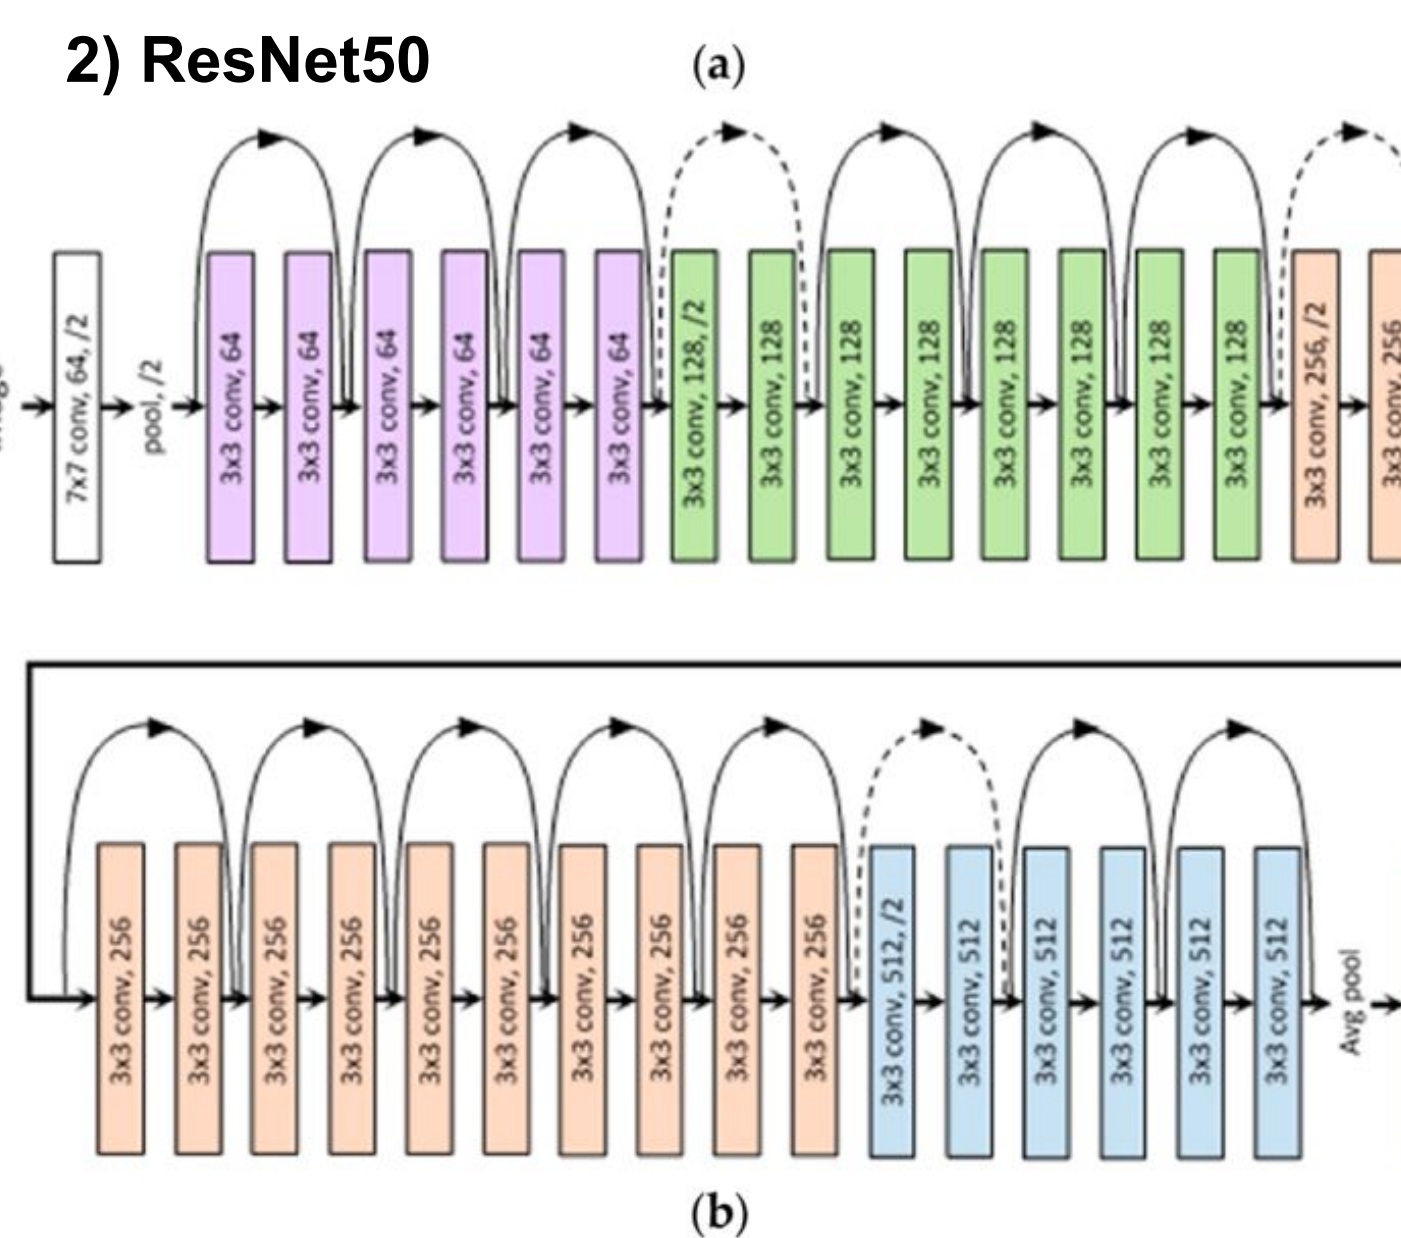 2) ResNet50
(a)
7x7 conv, 64, /2
pool, /2
3x3 conv, 64
3x3 conv, 64
3x3 conv, 64
3x3 conv, 64
3x3 conv, 64
3x3 conv, 64
3x3 conv, 128, /2
3x3 conv, 128
3x3 conv, 128
3x3 conv, 128
3x3 conv, 128
3x3 conv, 128
3x3 conv, 128
3x3 conv, 128
3x3 conv, 256, /2
3x3 conv, 256
3x3 conv, 256
3x3 conv, 256
3x3 conv, 256
3x3 conv, 256
3x3 conv, 256
3x3 conv, 256
3x3 conv, 256
3x3 conv, 256
3x3 conv, 256
3x3 conv, 256
3x3 conv, 512, /2
3x3 conv, 512
3x3 conv, 512
3x3 conv, 512
3x3 conv, 512
3x3 conv, 512
Avg pool
(b)